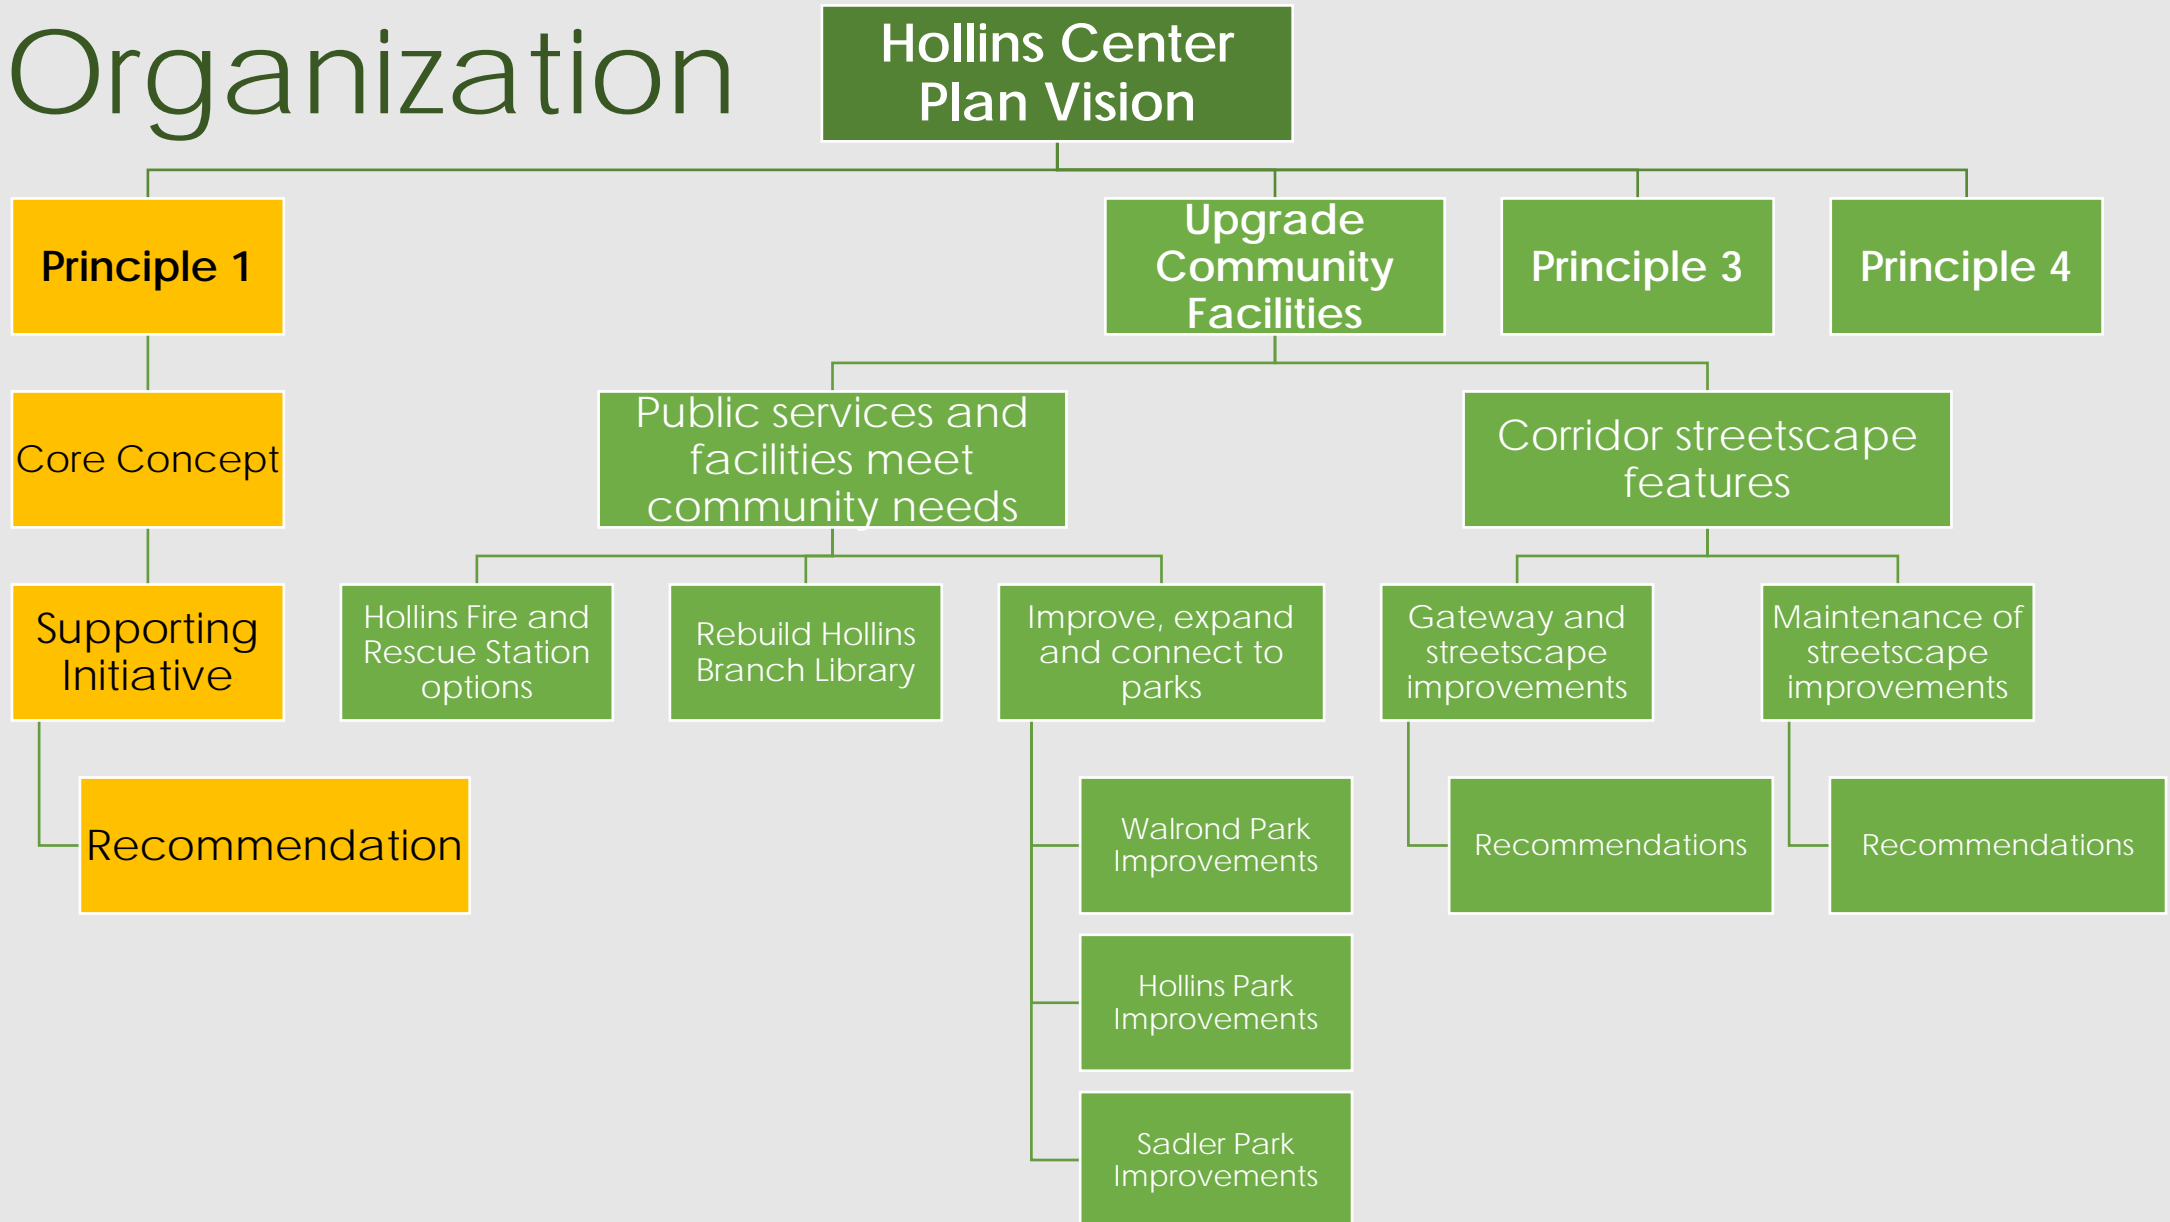 Organization
Hollins Center
Plan Vision
Principle 1
Upgrade
Community
Facilities
Principle 3
Principle 4
Core Concept
Public services and
facilities meet
community needs
Corridor streetscape
features
Supporting
Initiative
Hollins Fire and
Rescue Station
options
Rebuild Hollins
Branch Library
Improve, expand
and connect to
parks
Gateway and
streetscape
improvements
Maintenance of
streetscape
improvements
Recommendation
Walrond Park
Improvements
Recommendations
Recommendations
Hollins Park
Improvements
Sadler Park
Improvements